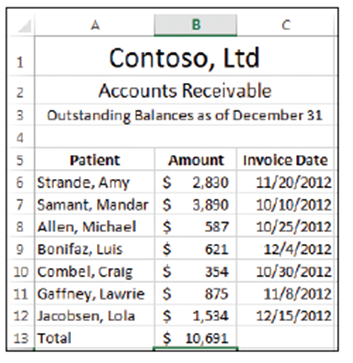 A B C
1 Contoso, Ltd
2 Accounts Receivable
3 Outstanding Balances as of December 31
4
5 Patient Amount Invoice Date
6 Strande, Amy $ 2,830 11/20/2012
7 Samant, Mandar $ 3,890 10/10/2012
8 Allen, Michael $ 587 10/25/2012
9 Bonifaz, Luis $ 621 12/4/2012
10 Combel, Craig $ 354 10/30/2012
11 Gaffney, Lawrie $ 875 11/8/2012
12 Jacobsen, Lola $ 1,534 12/15/2012
13 Total $ 10,691